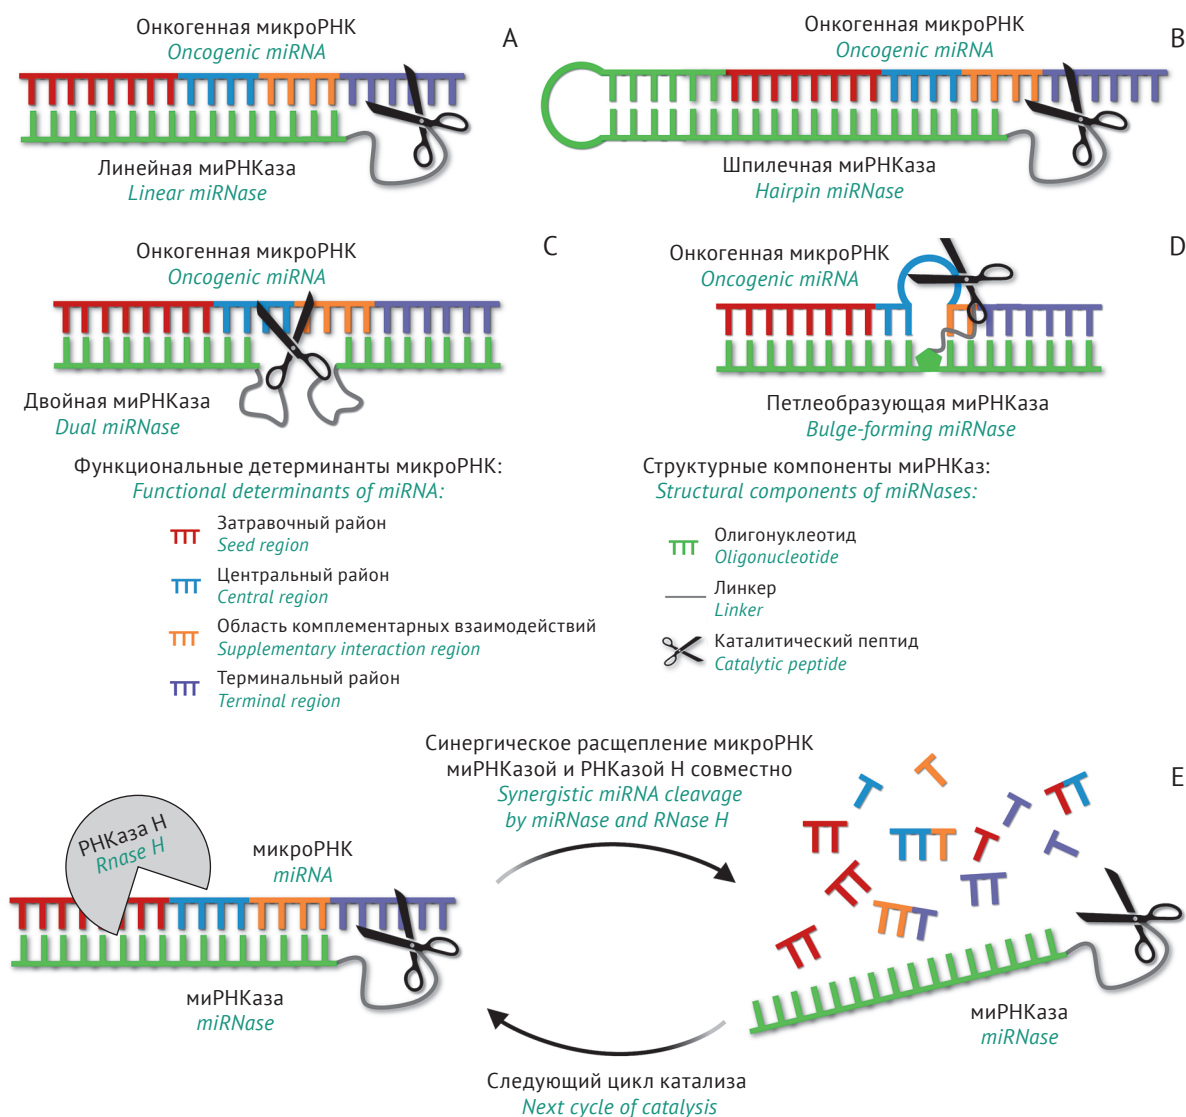 Онкогенная микроРНК
Oncogenic miRNA
A
Линейная миРНКаза
Linear miRNase
Онкогенная микроРНК
Oncogenic miRNA
B
Шпилечная миРНКаза
Hairpin miRNase
Онкогенная микроРНК
Oncogenic miRNA
C
Двойная миРНКаза
Dual miRNase
Онкогенная микроРНК
Oncogenic miRNA
D
Петлеобразующая миРНКаза
Bulge-forming miRNase
Функциональные детерминанты микроРНК:
Functional determinants of miRNA:
Затравочный район
Seed region
Центральный район
Central region
Область комплементарных взаимодействий
Supplementary interaction region
Терминальный район
Terminal region
Структурные компоненты миРНКаз:
Structural components of miRNases:
Олигонуклеотид
Oligonucleotide
Линкер
Linker
Каталитический пептид
Catalytic peptide
Синергическое расщепление микроРНК
миРНКазой и РНКазой Н совместно
Synergistic miRNA cleavage
by miRNase and RNase H
E
РНКаза Н
Rnase H
микроРНК
miRNA
миРНКаза
miRNase
миРНКаза
miRNase
Следующий цикл катализа
Next cycle of catalysis